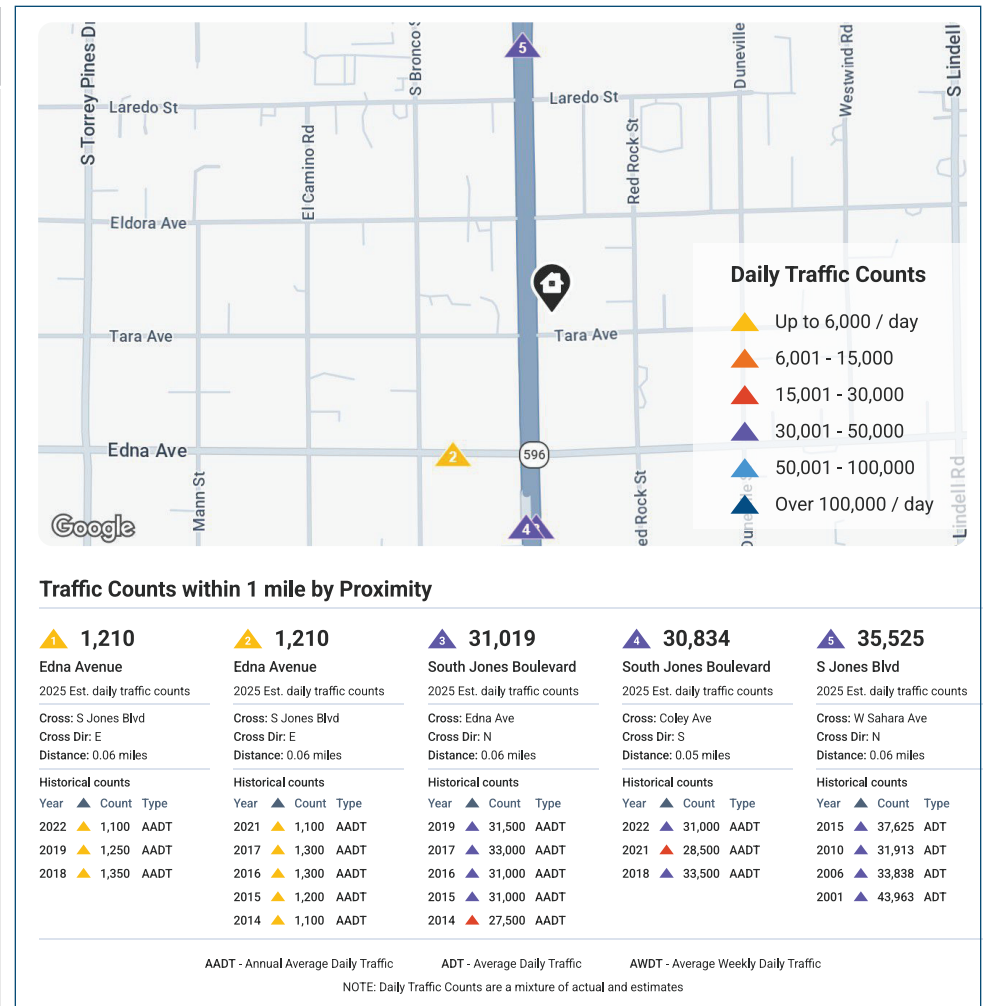 S Torrey Pines Dr
S Bronco S
5
Duneville
Westwind Rd
S Lindell
Laredo St
Laredo St
El Camino Rd
Red Rock St
Eldora Ave
Tara Ave
Tara Ave
Edna Ave
2
596
Mann St
ed Rock St
Lindell Rd
4
Google
Daily Traffic Counts
Up to 6,000 / day
6,001 - 15,000
15,001 - 30,000
30,001 - 50,000
50,001 - 100,000
Over 100,000 / day
Traffic Counts within 1 mile by Proximity
1 1,210
Edna Avenue
2025 Est. daily traffic counts
Cross: S Jones Blvd
Cross Dir: E
Distance: 0.06 miles
Historical counts
Year Count Type
2022 1,100 AADT
2019 1,250 AADT
2018 1,350 AADT
2 1,210
Edna Avenue
2025 Est. daily traffic counts
Cross: S Jones Blvd
Cross Dir: E
Distance: 0.06 miles
Historical counts
Year Count Type
2021 1,100 AADT
2017 1,300 AADT
2016 1,300 AADT
2015 1,200 AADT
2014 1,100 AADT
3 31,019
South Jones Boulevard
2025 Est. daily traffic counts
Cross: Edna Ave
Cross Dir: N
Distance: 0.06 miles
Historical counts
Year Count Type
2019 31,500 AADT
2017 33,000 AADT
2016 31,000 AADT
2015 31,000 AADT
2014 27,500 AADT
4 30,834
South Jones Boulevard
2025 Est. daily traffic counts
Cross: Coley Ave
Cross Dir: S
Distance: 0.05 miles
Historical counts
Year Count Type
2022 31,000 AADT
2021 28,500 AADT
2018 33,500 AADT
5 35,525
S Jones Blvd
2025 Est. daily traffic counts
Cross: W Sahara Ave
Cross Dir: N
Distance: 0.06 miles
Historical counts
Year Count Type
2015 37,625 ADT
2010 31,913 ADT
2006 33,838 ADT
2001 43,963 ADT
AADT - Annual Average Daily Traffic ADT - Average Daily Traffic AWDT - Average Weekly Daily Traffic
NOTE: Daily Traffic Counts are a mixture of actual and estimates